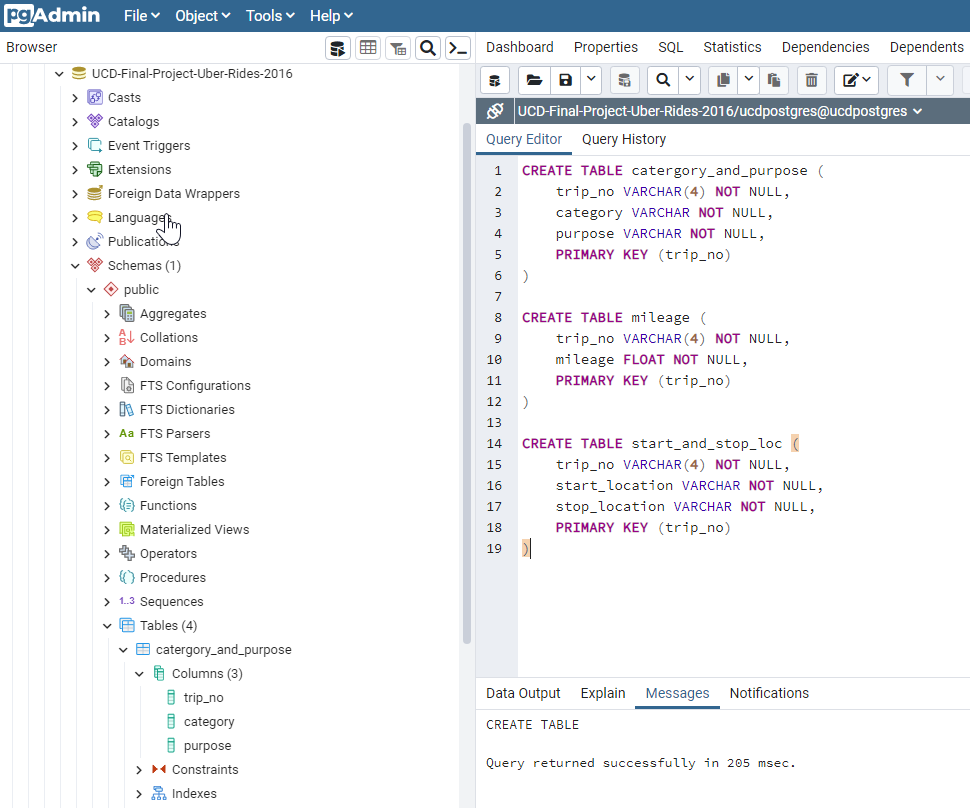 pgAdmin File Object Tools Help
Browser
Dashboard Properties SQL Statistics Dependencies Dependents
UCD-Final-Project-Uber-Rides-2016
Casts
Catalogs
Event Triggers
Extensions
Foreign Data Wrappers
Languages
Publications
Schemas (1)
public
Aggregates
Collations
Domains
FTS Configurations
FTS Dictionaries
Aa FTS Parsers
FTS Templates
Foreign Tables
Functions
Materialized Views
Operators
Procedures
1..3 Sequences
Tables (4)
catergory_and_purpose
Columns (3)
trip_no
category
purpose
Constraints
Indexes
UCD-Final-Project-Uber-Rides-2016/ucdpostgres@ucdpostgres
Query Editor Query History
1 CREATE TABLE catergory_and_purpose (
2 trip_no VARCHAR(4) NOT NULL,
3 category VARCHAR NOT NULL,
4 purpose VARCHAR NOT NULL,
5 PRIMARY KEY (trip_no)
6 )
7
8 CREATE TABLE mileage (
9 trip_no VARCHAR(4) NOT NULL,
10 mileage FLOAT NOT NULL,
11 PRIMARY KEY (trip_no)
12 )
13
14 CREATE TABLE start_and_stop_loc (
15 trip_no VARCHAR(4) NOT NULL,
16 start_location VARCHAR NOT NULL,
17 stop_location VARCHAR NOT NULL,
18 PRIMARY KEY (trip_no)
19 )
Data Output Explain Messages Notifications
CREATE TABLE
Query returned successfully in 205 msec.